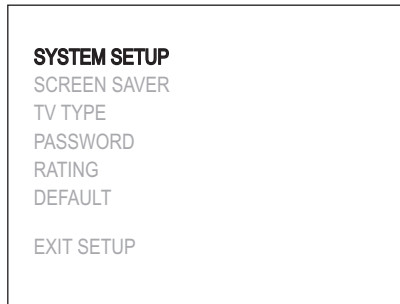 SYSTEM SETUP
SCREEN SAVER
TV TYPE
PASSWORD
RATING
DEFAULT
EXIT SETUP